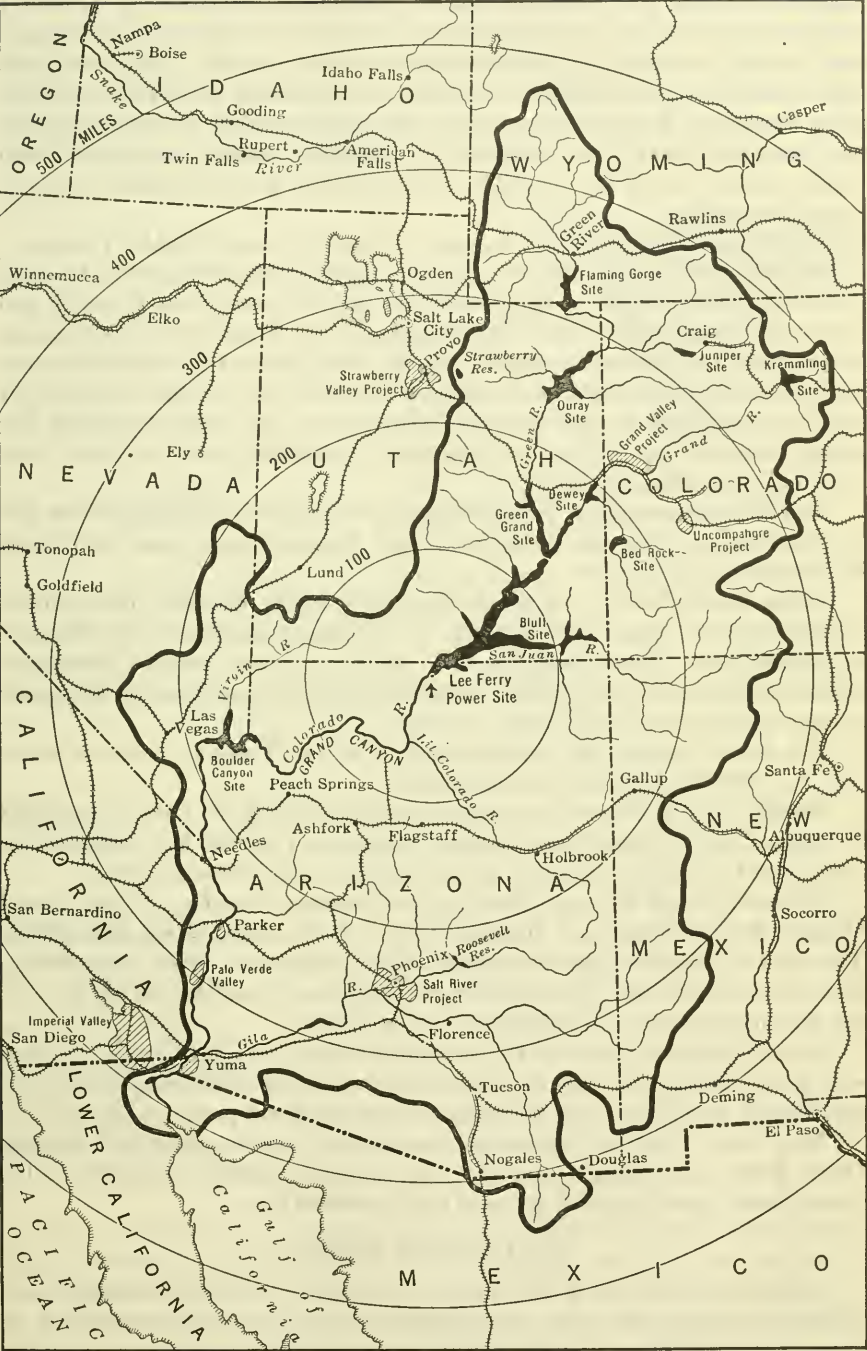 OREGON
Nampa
Boise
Snake
IDAHO
Idaho Falls
Gooding
Rupert
Twin Falls
River
American
Falls
500 MILES
WYOMING
Casper
Green
River
Rawlins
400
Winnemucca
Elko
Ogden
Flaming Gorge
Site
Salt Lake
City
Provo
Strawberry
Res.
Strawberry
Valley Project
Craig
Juniper
Site
Kremmling
Site
300
Ouray
Site
Green R.
Grand Valley
Project
Grand
R.
Ely
NEVADA
200
UTAH
COLORADO
Dewey
Site
Green
Grand
Site
Uncompahgre
Project
Bed Rock--
Site
Tonopah
Goldfield
Lund
100
Bluff
Site
San Juan
R.
Virgin R.
Lee Ferry
Power Site
R.
CALIFORNIA
Las
Vegas
Boulder
Canyon
Site
Colorado
GRAND CANYON
Lit. Colorado R.
Peach Springs
Gallup
Santa Fe
NEW
Albuquerque
Ashfork
Flagstaff
Needles
Holbrook
ARIZONA
San Bernardino
Parker
Socorro
MEXICO
Palo Verde
Valley
Phoenix
Roosevelt
Res.
R.
Salt River
Project
Imperial Valley
San Diego
Gila
Florence
Yuma
Tucson
Deming
El Paso
LOWER CALIFORNIA
Nogales
Douglas
PACIFIC
OCEAN
Gulf of
California
MEXICO